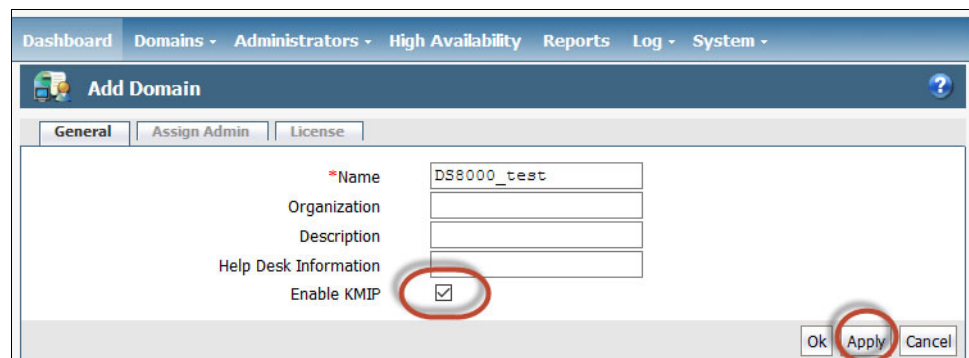 Dashboard Domains Administrators High Availability Reports Log System
Add Domain ?
General Assign Admin License
*Name DS8000_test
Organization
Description
Help Desk Information
Enable KMIP
Ok Apply Cancel